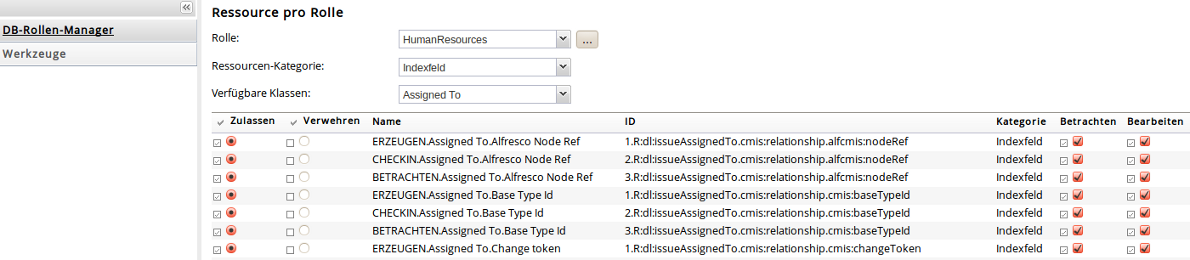 «
DB-Rollen-Manager
Werkzeuge
Ressource pro Rolle
Rolle: HumanResources ...
Ressourcen-Kategorie: Indexfeld
Verfügbare Klassen: Assigned To
Zulassen Verwehren Name ID Kategorie Betrachten Bearbeiten
ERZEUGEN.Assigned To.Alfresco Node Ref 1.R:dl:issueAssignedTo.cmis:relationship.alfcmis:nodeRef Indexfeld
CHECKIN.Assigned To.Alfresco Node Ref 2.R:dl:issueAssignedTo.cmis:relationship.alfcmis:nodeRef Indexfeld
BETRACHTEN.Assigned To.Alfresco Node Ref 3.R:dl:issueAssignedTo.cmis:relationship.alfcmis:nodeRef Indexfeld
ERZEUGEN.Assigned To.Base Type Id 1.R:dl:issueAssignedTo.cmis:relationship.cmis:baseTypeId Indexfeld
CHECKIN.Assigned To.Base Type Id 2.R:dl:issueAssignedTo.cmis:relationship.cmis:baseTypeId Indexfeld
BETRACHTEN.Assigned To.Base Type Id 3.R:dl:issueAssignedTo.cmis:relationship.cmis:baseTypeId Indexfeld
ERZEUGEN.Assigned To.Change token 1.R:dl:issueAssignedTo.cmis:relationship.cmis:changeToken Indexfeld